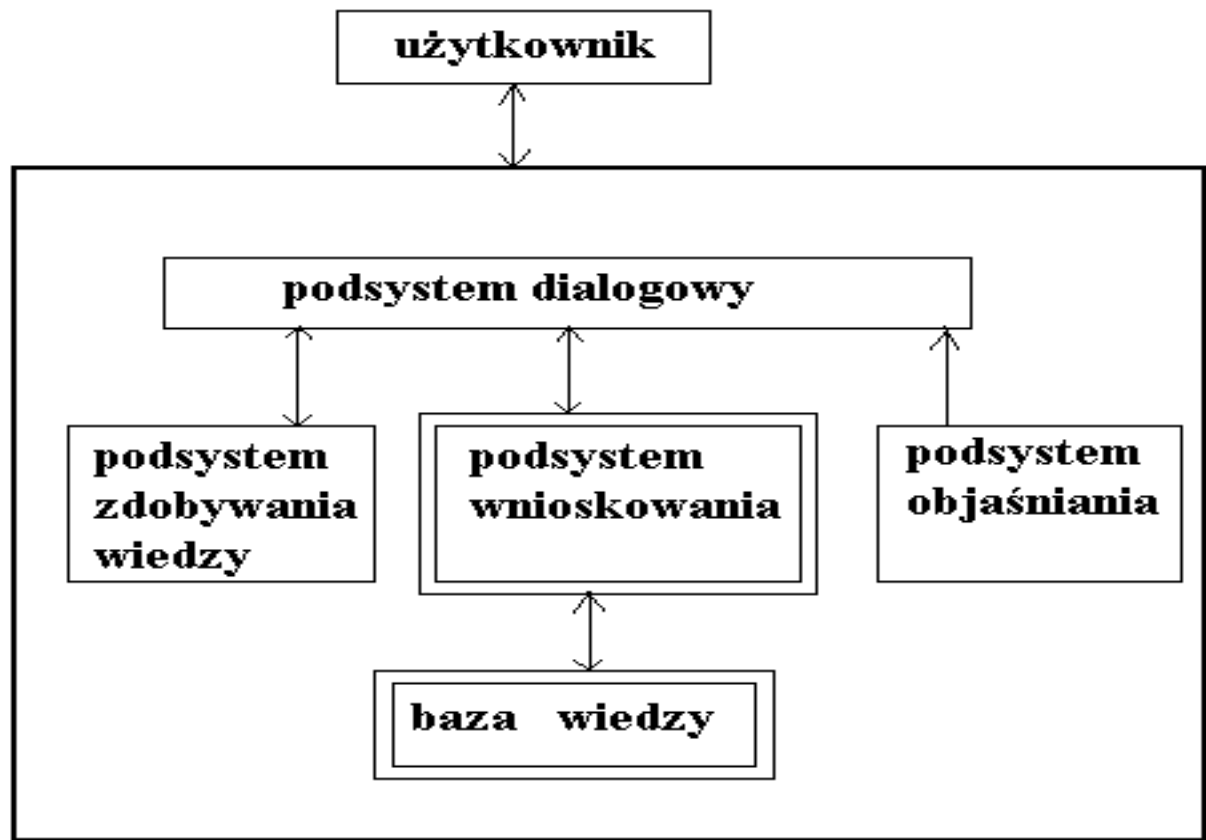 użytkownik
podsystem dialogowy
podsystem
zdobywania
wiedzy
podsystem
wnioskowania
podsystem
objaśniania
baza wiedzy